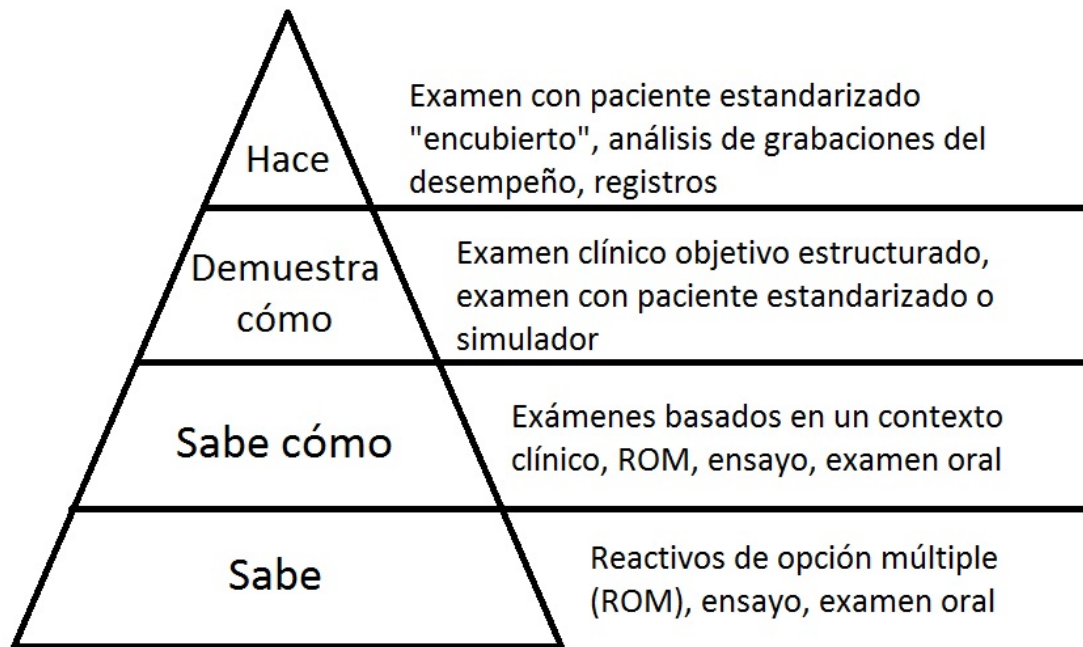 Hace
Examen con paciente estandarizado
"encubierto", análisis de grabaciones del
desempeño, registros
Demuestra
cómo
Examen clínico objetivo estructurado,
examen con paciente estandarizado o
simulador
Sabe cómo
Exámenes basados en un contexto
clínico, ROM, ensayo, examen oral
Sabe
Reactivos de opción múltiple
(ROM), ensayo, examen oral